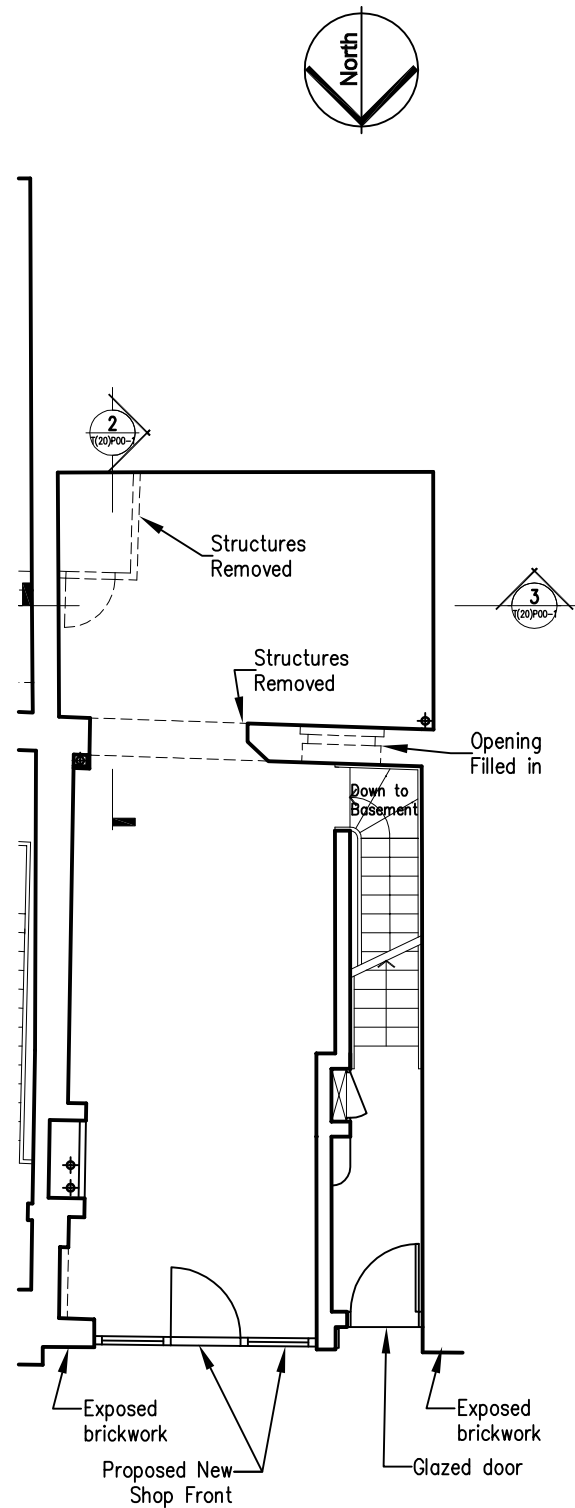 North
2
T(20)P00-1
Structures
Removed
3
T(20)P00-1
Structures
Removed
Opening
Filled in
Down to
Basement
Exposed
brickwork
Proposed New
Shop Front
Glazed door
Exposed
brickwork